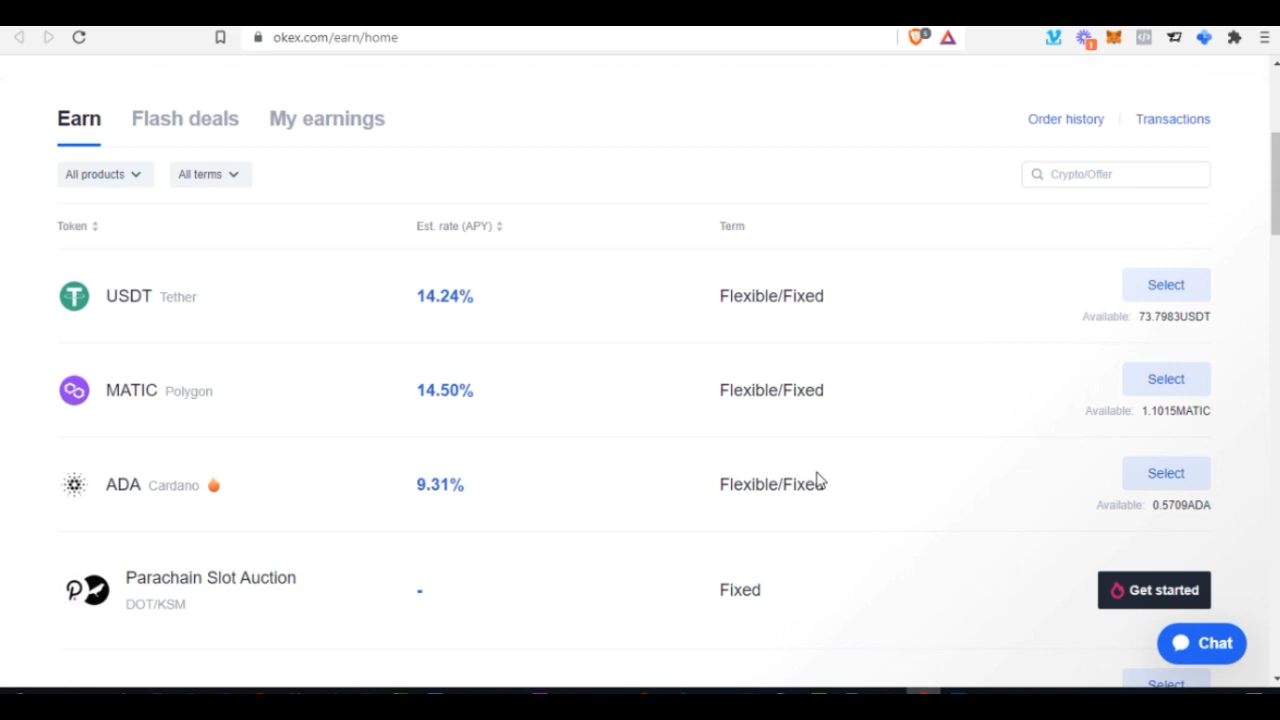 okex.com/earn/home
Earn Flash deals My earnings Order history Transactions
All products All terms Crypto/Offer
Token Est. rate (APY) Term
USDT Tether 14.24% Flexible/Fixed Select
Available: 73.7983USDT
MATIC Polygon 14.50% Flexible/Fixed Select
Available: 1.1015MATIC
ADA Cardano 9.31% Flexible/Fixed Select
Available: 0.5709ADA
Parachain Slot Auction - Fixed Get started
DOT/KSM
Chat
Select